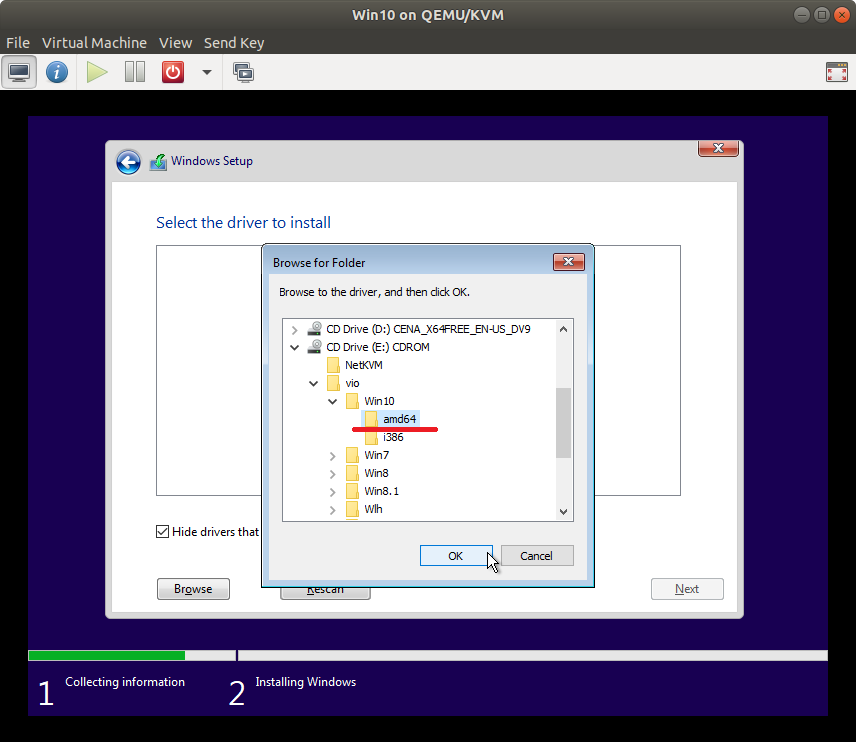 Win10 on QEMU/KVM
File Virtual Machine View Send Key
Windows Setup
Select the driver to install
Browse for Folder
Browse to the driver, and then click OK.
CD Drive (D:) CENA_X64FREE_EN-US_DV9
CD Drive (E:) CDROM
NetKVM
vio
Win10
amd64
i386
Win7
Win8
Win8.1
Wlh
Hide drivers that
OK Cancel
Browse Rescan Next
1 Collecting information 2 Installing Windows